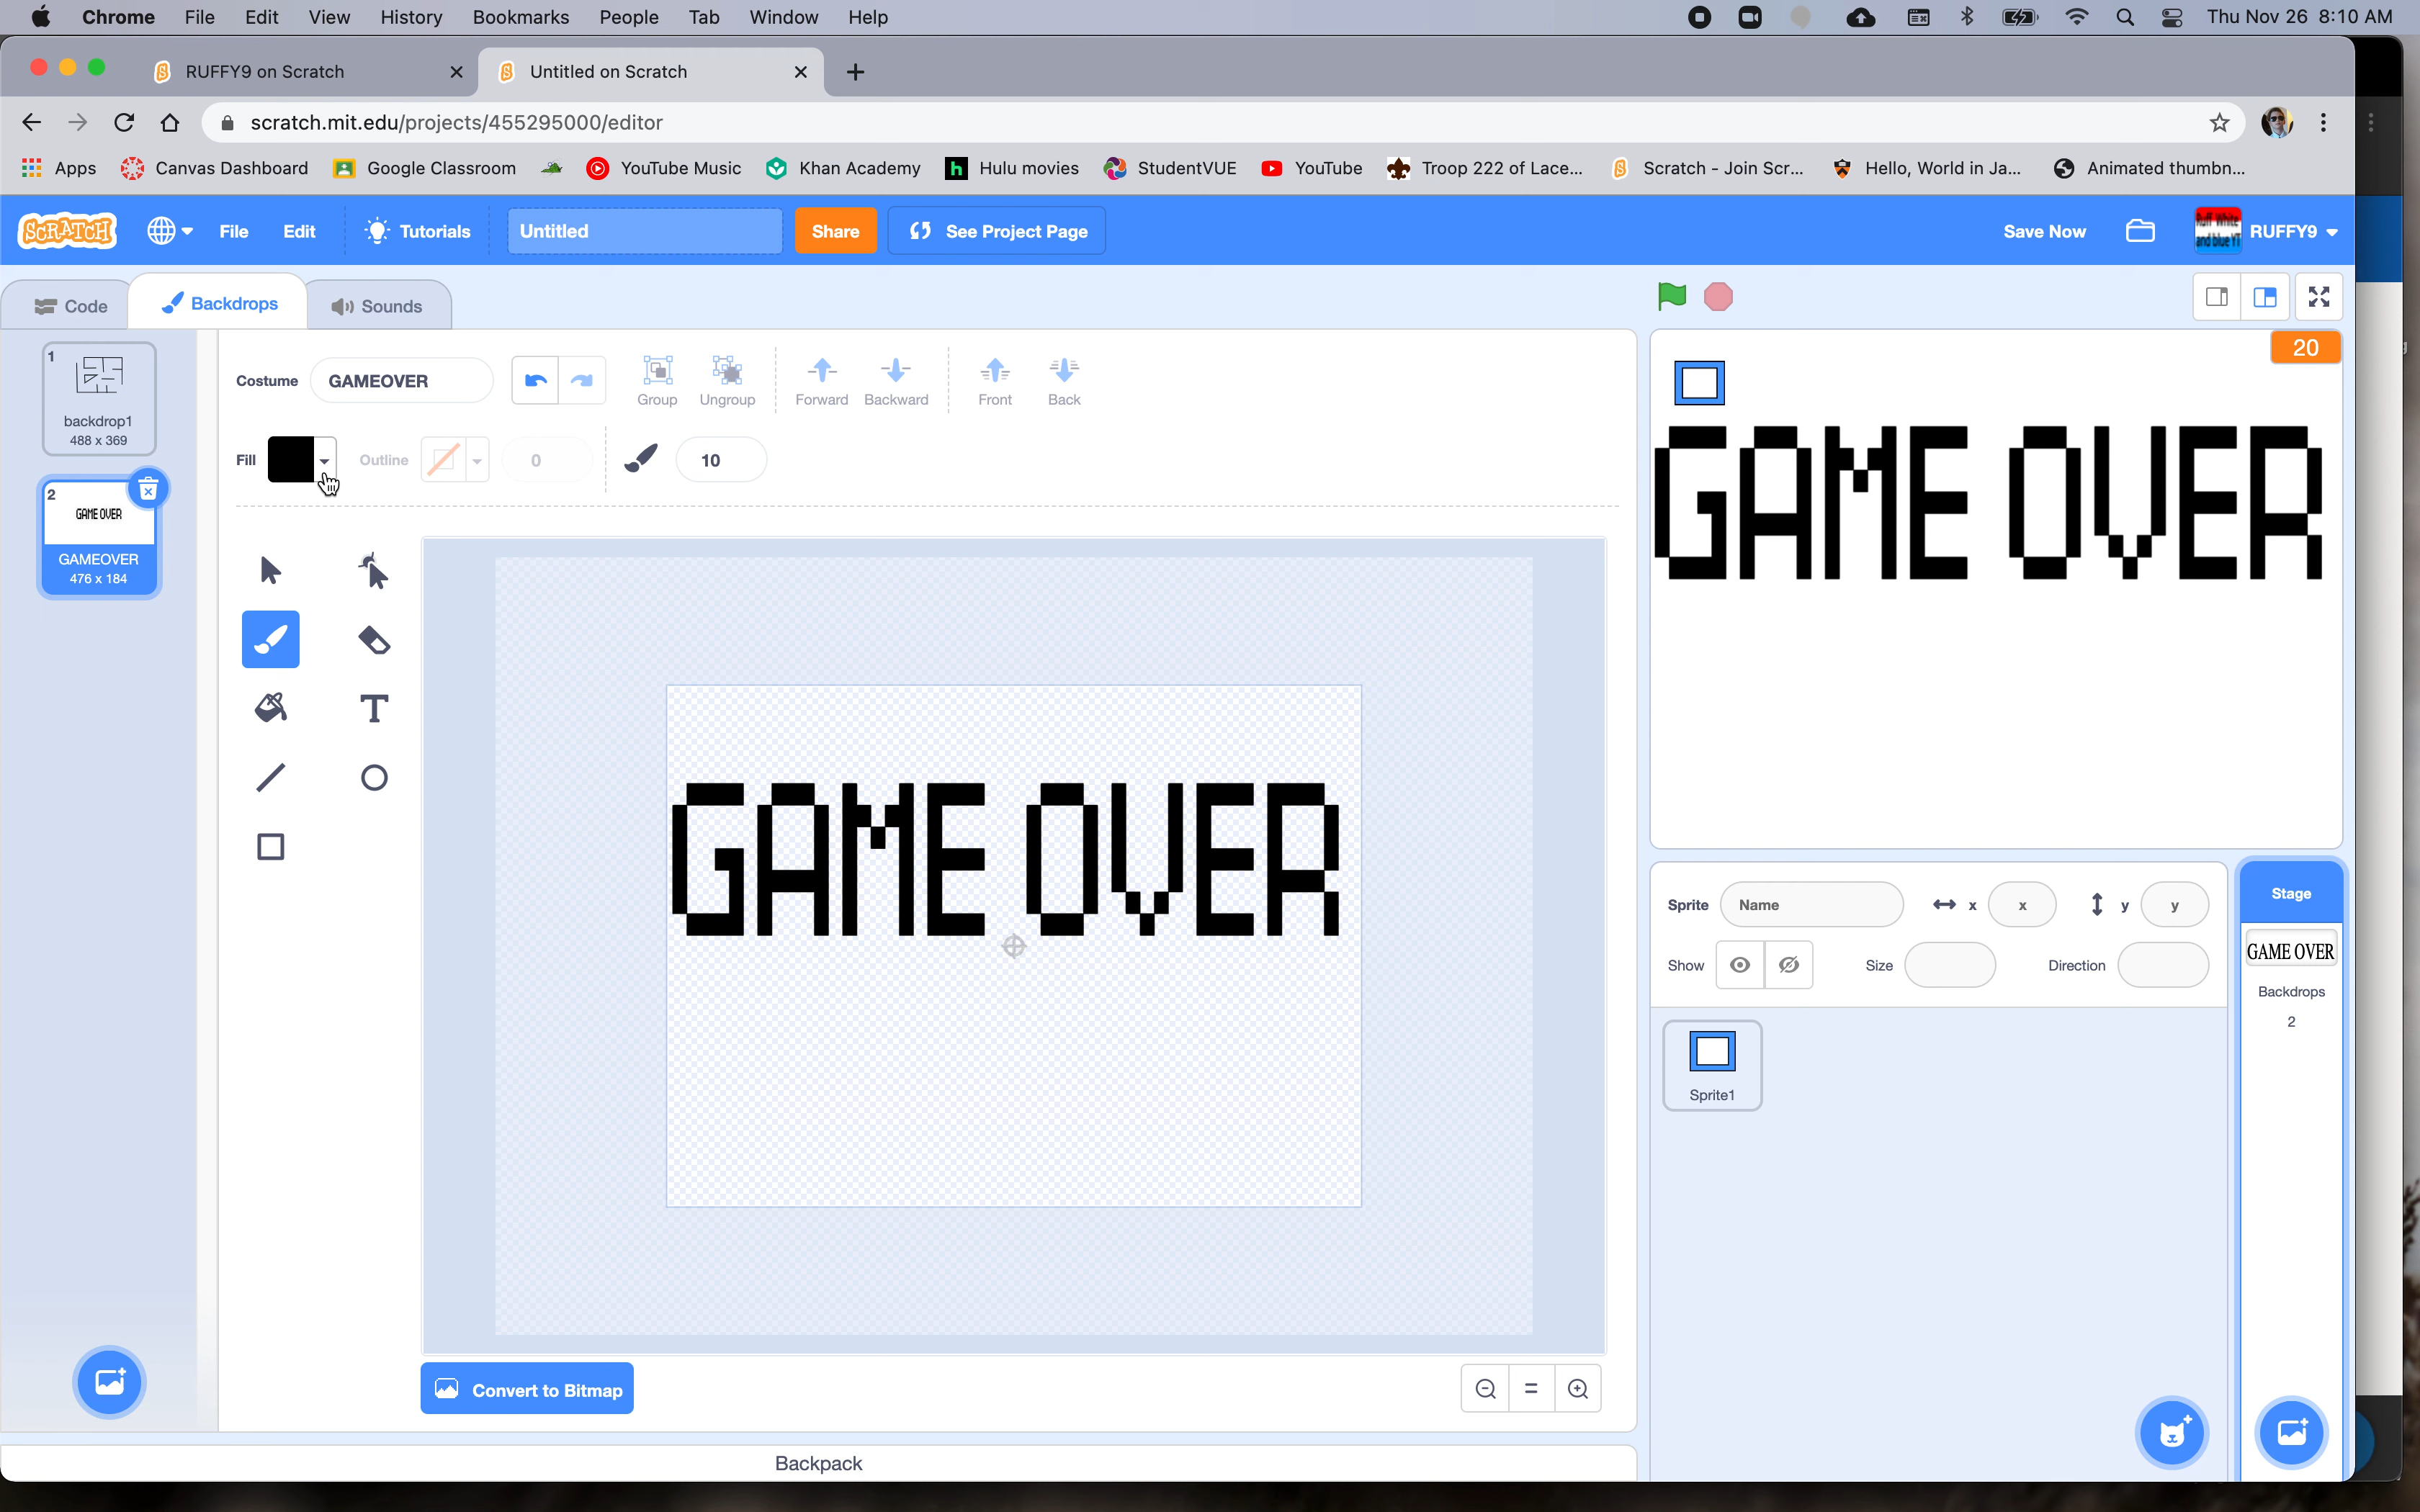 Chrome File Edit View History Bookmarks People Tab Window Help Thu Nov 26 8:10 AM
RUFFY9 on Scratch Untitled on Scratch
scratch.mit.edu/projects/455295000/editor
Apps Canvas Dashboard Google Classroom YouTube Music Khan Academy Hulu movies StudentVUE YouTube Troop 222 of Lace... Scratch - Join Scr... Hello, World in Ja... Animated thumbn...
SCRATCH File Edit Tutorials Untitled Share See Project Page Save Now RUFFY9
Code Backdrops Sounds
1
backdrop1
488 x 369
2
GAME OVER
GAMEOVER
476 x 184
Costume GAMEOVER Group Ungroup Forward Backward Front Back
Fill Outline 0 10
GAME OVER
Convert to Bitmap
Backpack
20
GAME OVER
Sprite Name x x y y
Show Size Direction
Sprite1
Stage
GAME OVER
Backdrops
2